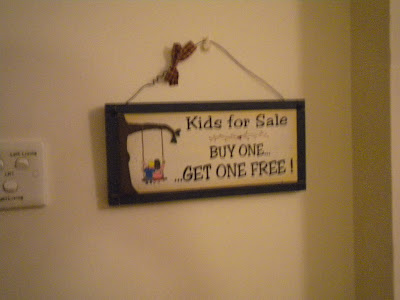 Kids for Sale
BUY ONE...
...GET ONE FREE!